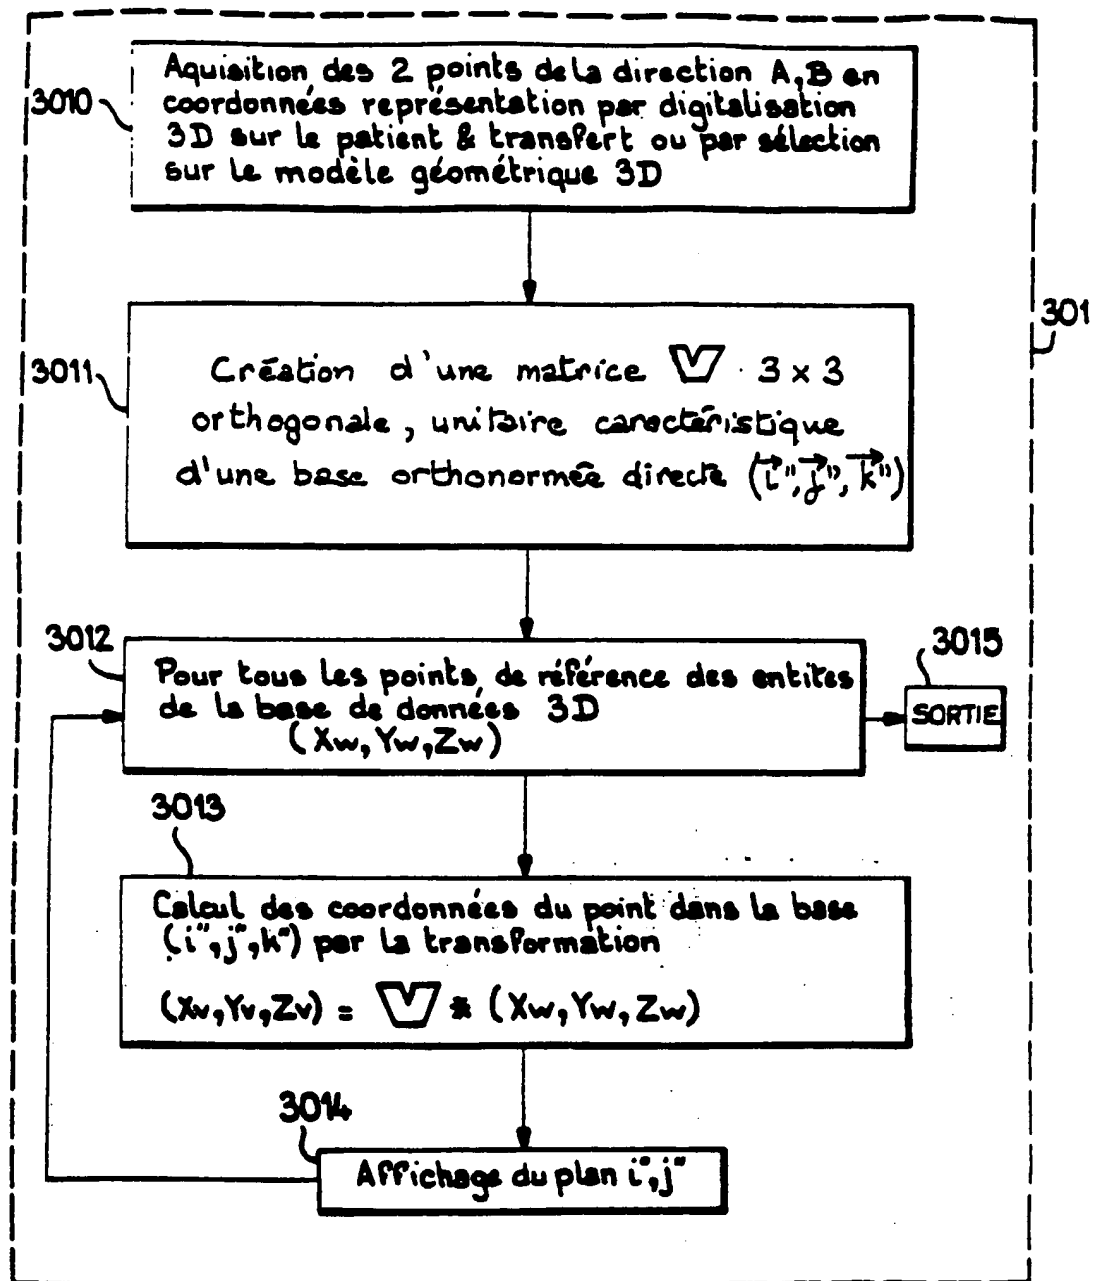 3010
Aquisition des 2 points de la direction A,B en
coordonnées représentation par digitalisation
3D sur le patient & transfert ou par sélection
sur le modèle géométrique 3D
301
3011
Création d'une matrice V 3 x 3
orthogonale, unitaire caractéristique
d'une base orthonormée directe (i", j", k")
3012
Pour tous les points de référence des entites
de la base de données 3D
(Xw, Yw, Zw)
3015
SORTIE
3013
Calcul des coordonnées du point dans la base
(i", j", k") par la transformation
(Xv, Yv, Zv) = V * (Xw, Yw, Zw)
3014
Affichage du plan i", j"